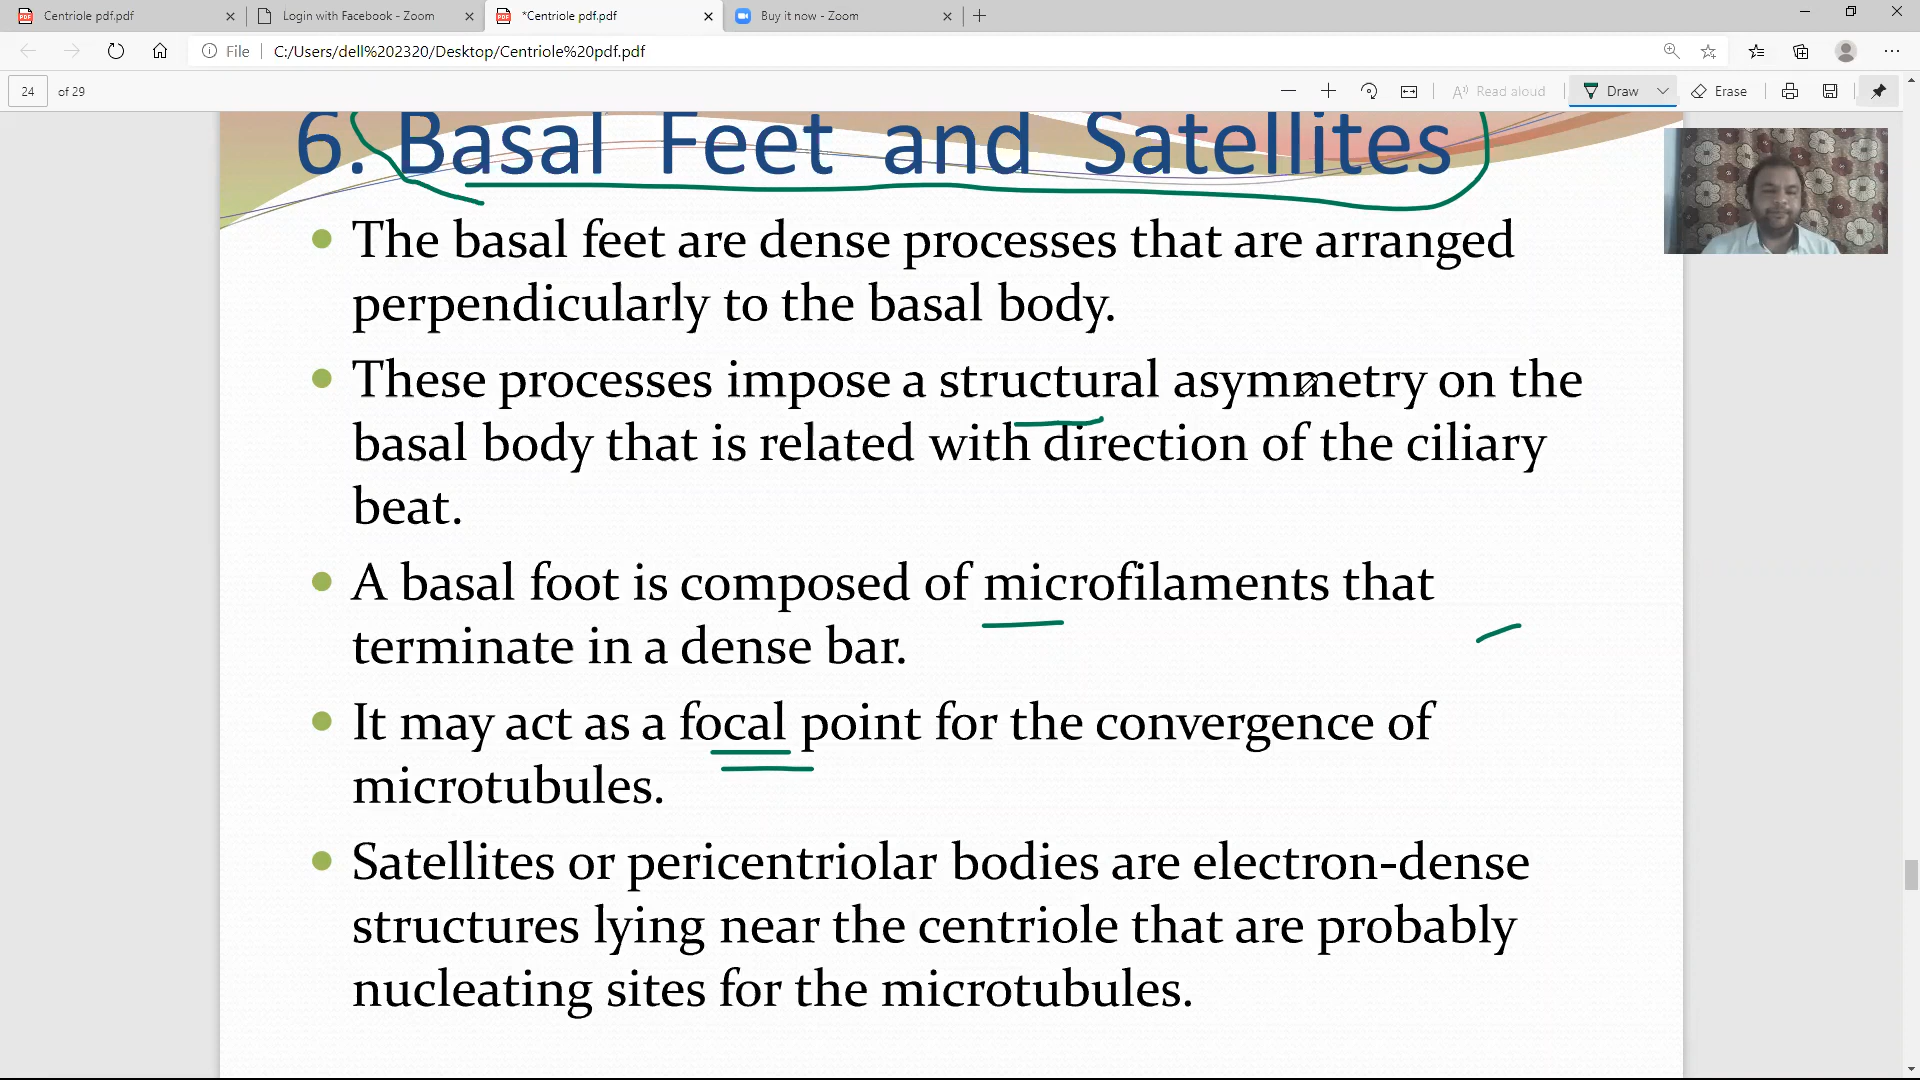 Centriole pdf.pdf
Login with Facebook - Zoom
*Centriole pdf.pdf
Buy it now - Zoom
File
C:/Users/dell%202320/Desktop/Centriole%20pdf.pdf
24 of 29
Read aloud
Draw
Erase
6. Basal Feet and Satellites
The basal feet are dense processes that are arranged
perpendicularly to the basal body.
These processes impose a structural asymmetry on the
basal body that is related with direction of the ciliary
beat.
A basal foot is composed of microfilaments that
terminate in a dense bar.
It may act as a focal point for the convergence of
microtubules.
Satellites or pericentriolar bodies are electron-dense
structures lying near the centriole that are probably
nucleating sites for the microtubules.